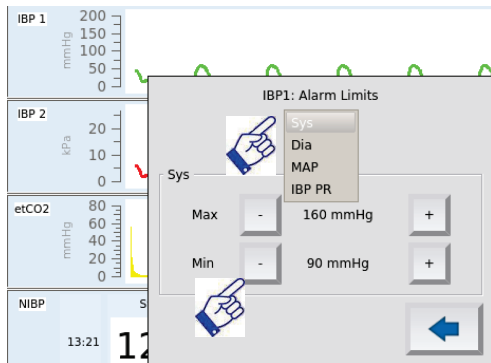 IBP 1
mmHg
200
150
100
50
0
IBP1: Alarm Limits
Sys
Dia
MAP
IBP PR
IBP 2
kPa
20
10
0
Sys
Max - 160 mmHg +
Min - 90 mmHg +
etCO2
mmHg
80
60
40
20
0
NIBP
S
13:21
12